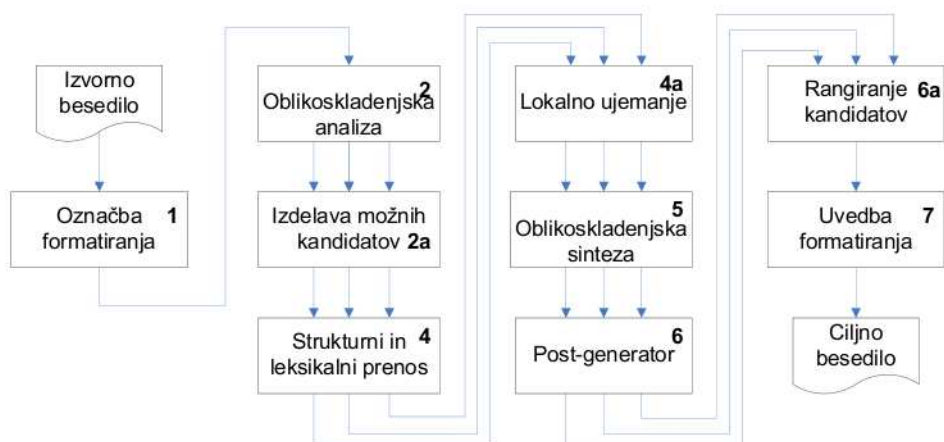 Izvorno
besedilo
Označba
formatiranja
1
2
Oblikoskladenjska
analiza
Izdelava možnih
kandidatov
2a
4
Strukturni in
leksikalni prenos
4a
Lokalno ujemanje
5
Oblikoskladenjska
sinteza
6
Post-generator
Rangiranje
kandidatov
6a
Uvedba
formatiranja
7
Ciljno
besedilo